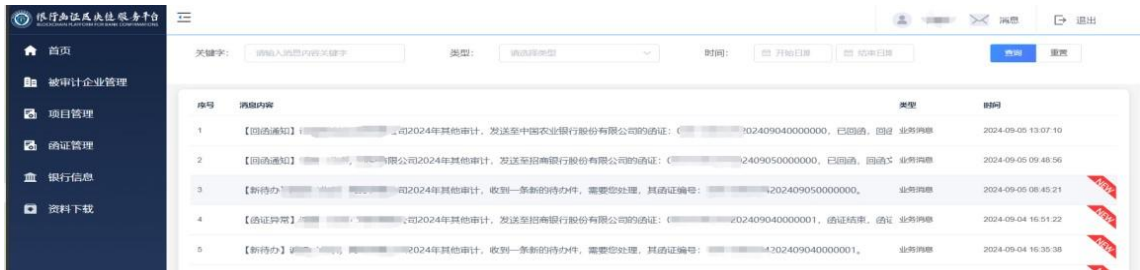 银行函证区块链服务平台
BLOCKCHAIN PLATFORM FOR BANK CONFIRMATIONS
消息
退出
首页
被审计企业管理
项目管理
函证管理
银行信息
资料下载
关键字:
请输入消息内容关键字
类型:
请选择类型
时间:
开始日期
结束日期
查询
重置
序号 消息内容 类型 时间
1 【回函通知】 司2024年其他审计,发送至中国农业银行股份有限公司的函证:( 202409040000000,已回函,回函 业务消息 2024-09-05 13:07:10
2 【回函通知】 限公司2024年其他审计,发送至招商银行股份有限公司的函证:( 2409050000000,已回函,回函文 业务消息 2024-09-05 09:48:56
3 【新待办 司2024年其他审计,收到一条新的待办件,需要您处理,其函证编号: 202409050000000。 业务消息 2024-09-05 08:45:21 NEW
4 【函证异常】 司2024年其他审计,发送至招商银行股份有限公司的函证:( 202409040000001,函证结束,函证 业务消息 2024-09-04 16:51:22 NEW
5 【新待办】 2024年其他审计,收到一条新的待办件,需要您处理,其函证编号: 202409040000001。 业务消息 2024-09-04 16:35:38 NEW